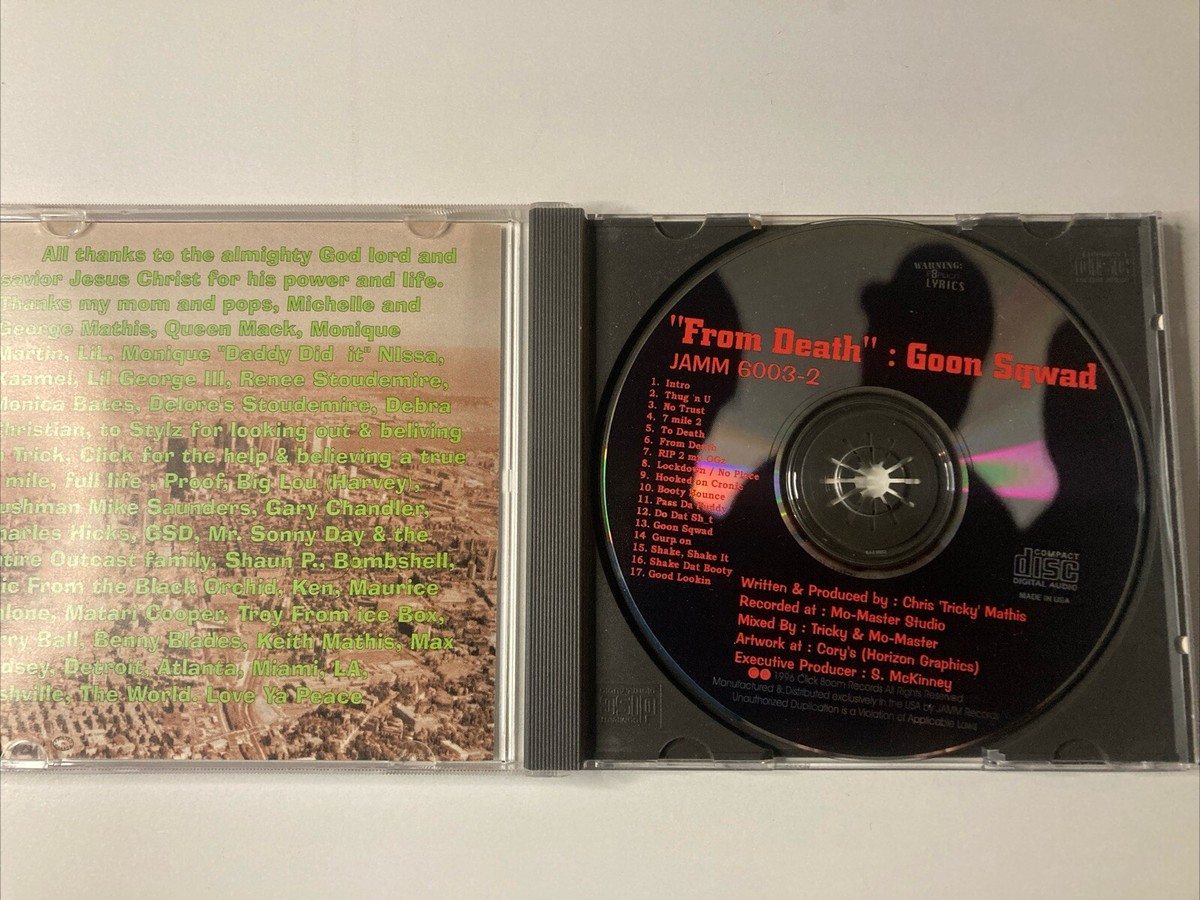 All thanks to the almighty God lord and
savior Jesus Christ for his power and life.
Thanks my mom and pops, Michelle and
George Mathis, Queen Mack, Monique
Martin, LiL, Monique "Daddy Did it" NIssa,
Kaamel, Lil George III, Renee Stoudemire,
Monica Bates, Delore's Stoudemire, Debra
Christian, to Stylz for looking out & beliving
Trick, Click for the help & believing a true
mile, full life. Proof, Big Lou (Harvey),
ushman Mike Saunders, Gary Chandler,
harles Hicks, GSD, Mr. Sonny Day & the
ntire Outcast family, Shaun P., Bombshell,
ic From the Black Orchid, Ken, Maurice
lone, Matari Cooper, Troy From ice Box,
rry Ball, Benny Blades, Keith Mathis, Max
dsey, Detroit, Atlanta, Miami, LA,
shville, The World. Love Ya Peace
WARNING:
LYRICS
"From Death" : Goon Sqwad
JAMM 6003-2
1. Intro
2. Thug 'n U
3. No Trust
4. 7 mile 2
5. To Death
6. From Death
7. RIP 2 my OGs
8. Lockdown / No Place
9. Hooked on Cronic
10. Booty Bounce
11. Pass Da Buddy
12. Do Dat Sh_t
13. Goon Sqwad
14 Gurp on
15. Shake, Shake It
16. Shake Dat Booty
17. Good Lookin
COMPACT
disc
DIGITAL AUDIO
MADE IN USA
Written & Produced by : Chris 'Tricky' Mathis
Recorded at : Mo-Master Studio
Mixed By : Tricky & Mo-Master
Artwork at : Cory's (Horizon Graphics)
Executive Producer : S. McKinney
℗© 1996 Click Boom Records All Rights Reserved
Manufactured & Distributed exclusively in the USA by JAMM Records
Unauthorized Duplication is a Violation of Applicable Laws